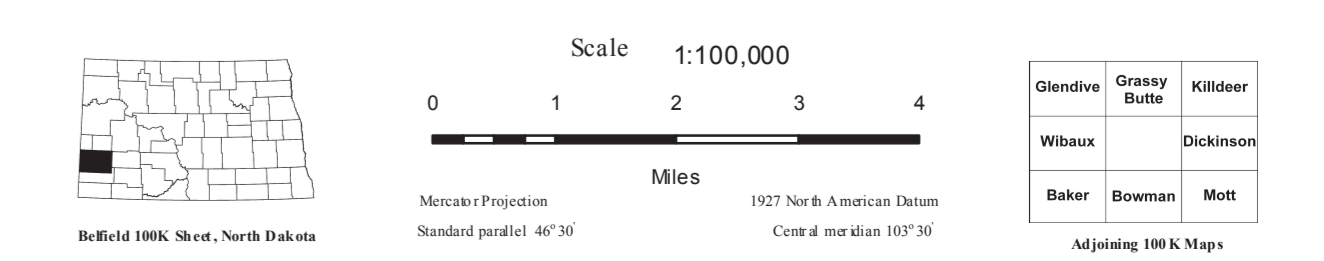 Scale 1:100,000
0 1 2 3 4
Miles
Mercator Projection
Standard parallel 46°30'
1927 North American Datum
Central meridian 103°30'
Belfield 100K Sheet, North Dakota
Glendive Grassy Butte Killdeer
Wibaux Dickinson
Baker Bowman Mott
Adjoining 100K Maps